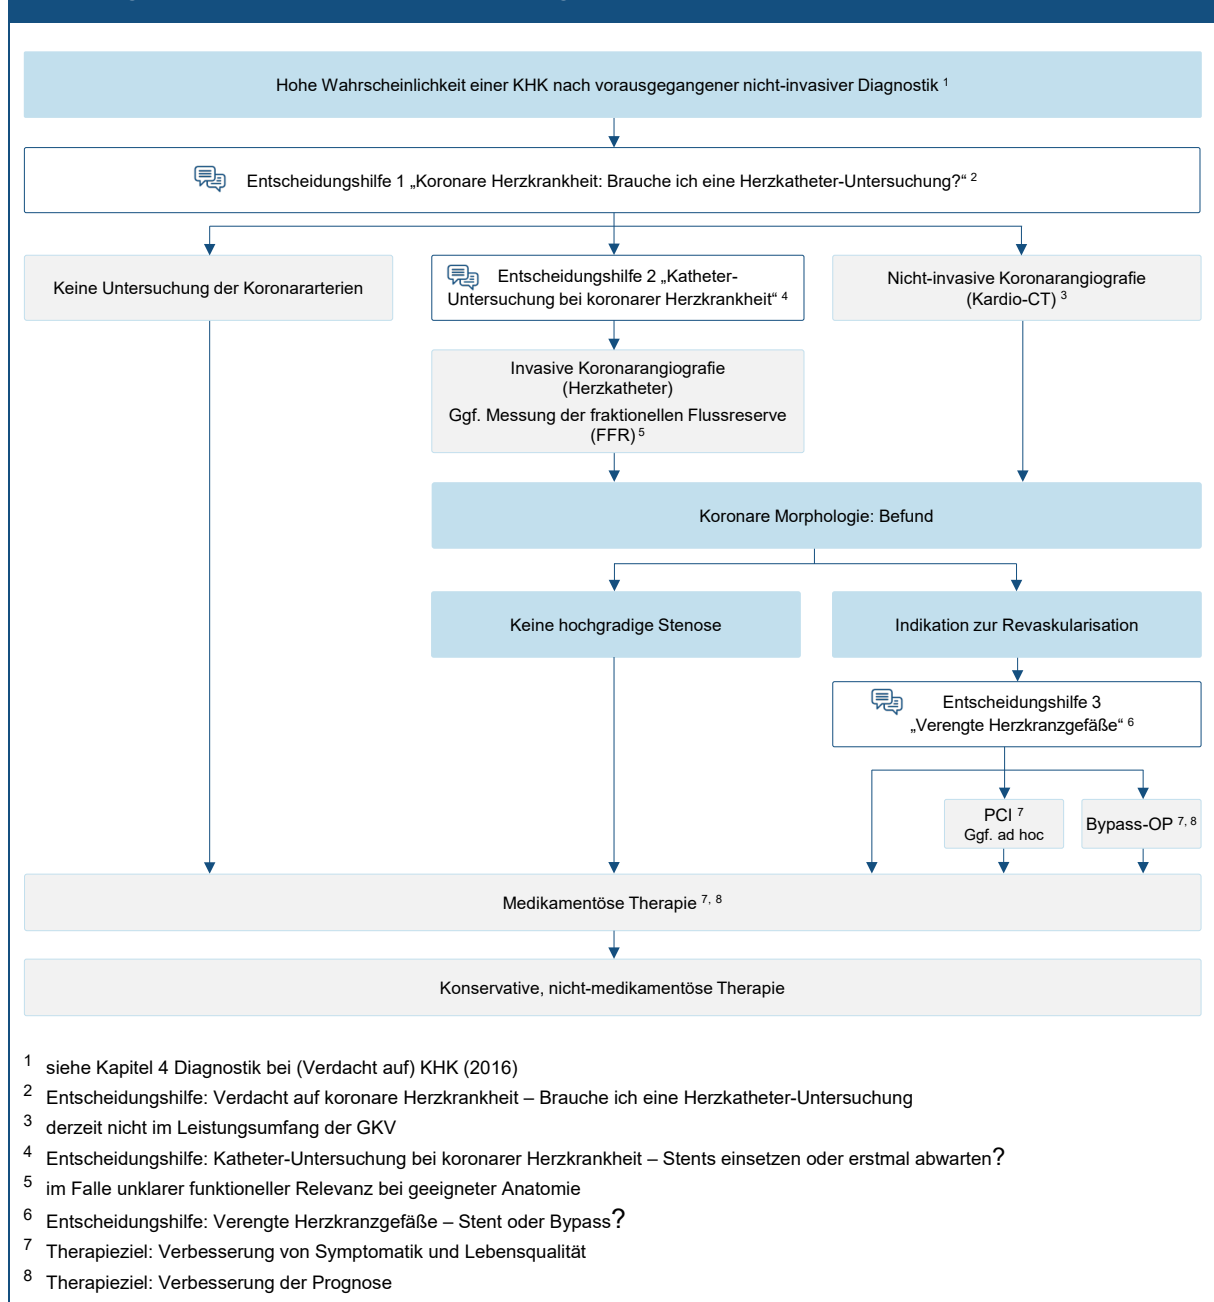 Hohe Wahrscheinlichkeit einer KHK nach vorausgegangener nicht-invasiver Diagnostik 1
Entscheidungshilfe 1 „Koronare Herzkrankheit: Brauche ich eine Herzkatheter-Untersuchung?“ 2
Keine Untersuchung der Koronararterien
Entscheidungshilfe 2 „Katheter-
Untersuchung bei koronarer Herzkrankheit“ 4
Nicht-invasive Koronarangiografie
(Kardio-CT) 3
Invasive Koronarangiografie
(Herzkatheter)
Ggf. Messung der fraktionellen Flussreserve
(FFR) 5
Koronare Morphologie: Befund
Keine hochgradige Stenose
Indikation zur Revaskularisation
Entscheidungshilfe 3
„Verengte Herzkranzgefäße“ 6
PCI 7
Ggf. ad hoc
Bypass-OP 7, 8
Medikamentöse Therapie 7, 8
Konservative, nicht-medikamentöse Therapie
1 siehe Kapitel 4 Diagnostik bei (Verdacht auf) KHK (2016)
2 Entscheidungshilfe: Verdacht auf koronare Herzkrankheit – Brauche ich eine Herzkatheter-Untersuchung
3 derzeit nicht im Leistungsumfang der GKV
4 Entscheidungshilfe: Katheter-Untersuchung bei koronarer Herzkrankheit – Stents einsetzen oder erstmal abwarten?
5 im Falle unklarer funktioneller Relevanz bei geeigneter Anatomie
6 Entscheidungshilfe: Verengte Herzkranzgefäße – Stent oder Bypass?
7 Therapieziel: Verbesserung von Symptomatik und Lebensqualität
8 Therapieziel: Verbesserung der Prognose